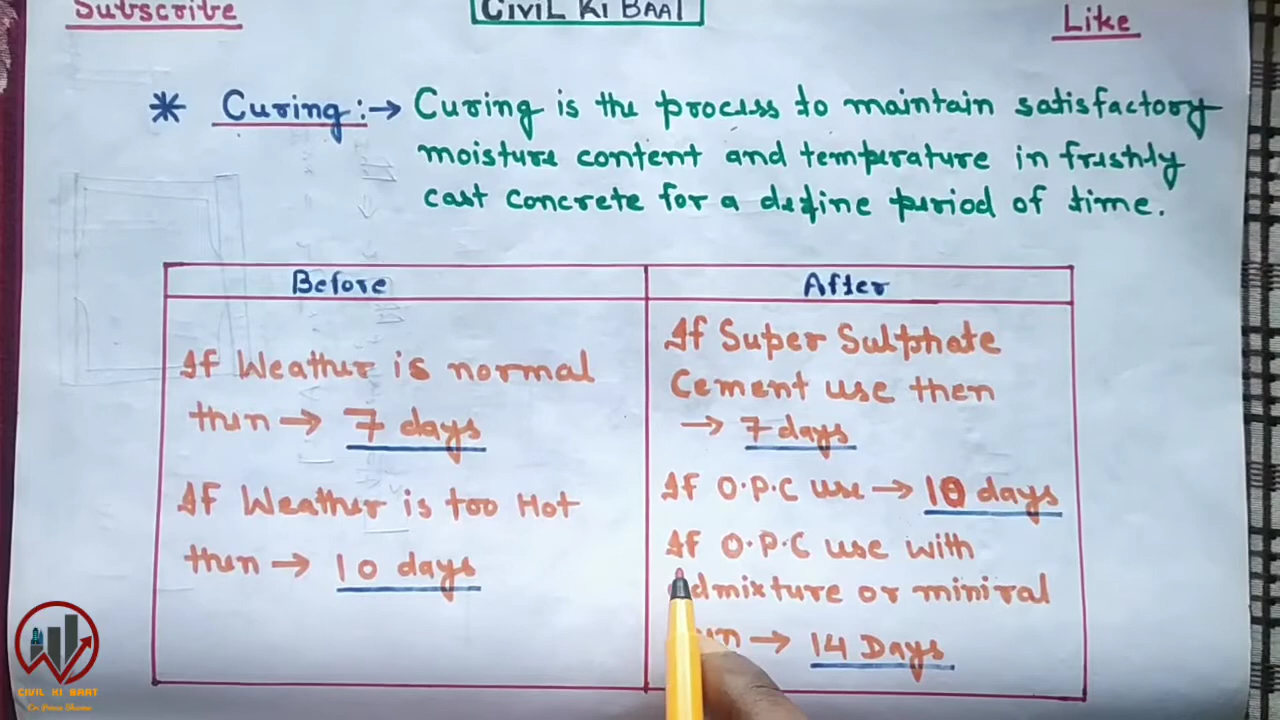 Subscribe
CIVIL KI BAAT
Like
* Curing :→ Curing is the process to maintain satisfactory
moisture content and temperature in freshly
cast concrete for a define period of time.
Before
After
If Weather is normal
then → 7 days
If Weather is too Hot
then → 10 days
If Super Sulphate
Cement use then
→ 7 days
If O.P.C use → 10 days
If O.P.C use with
admixture or miniral
→ 14 Days
CIVIL KI BAAT